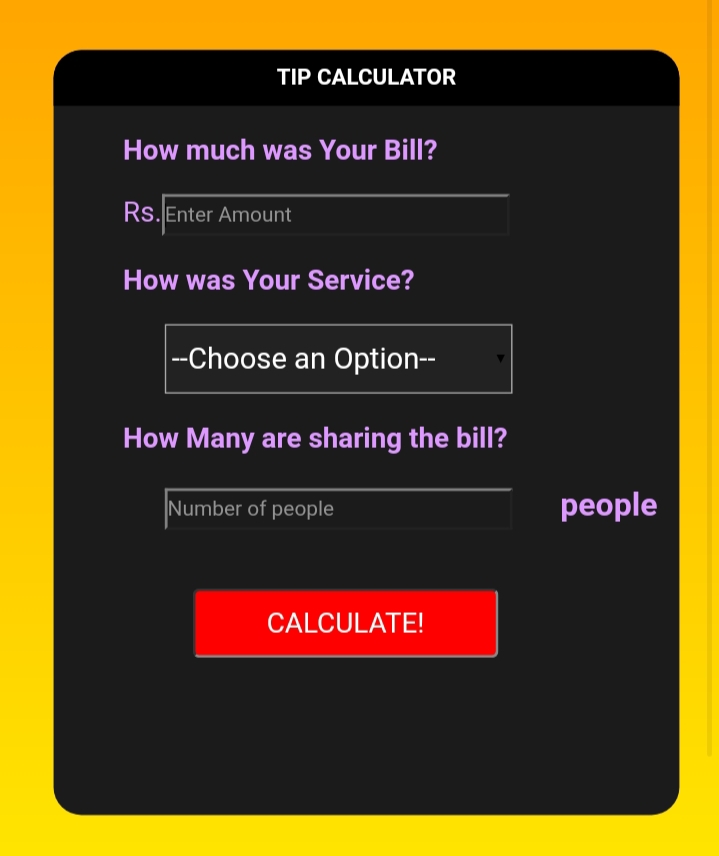 TIP CALCULATOR
How much was Your Bill?
Rs. Enter Amount
How was Your Service?
--Choose an Option--
How Many are sharing the bill?
Number of people people
CALCULATE!